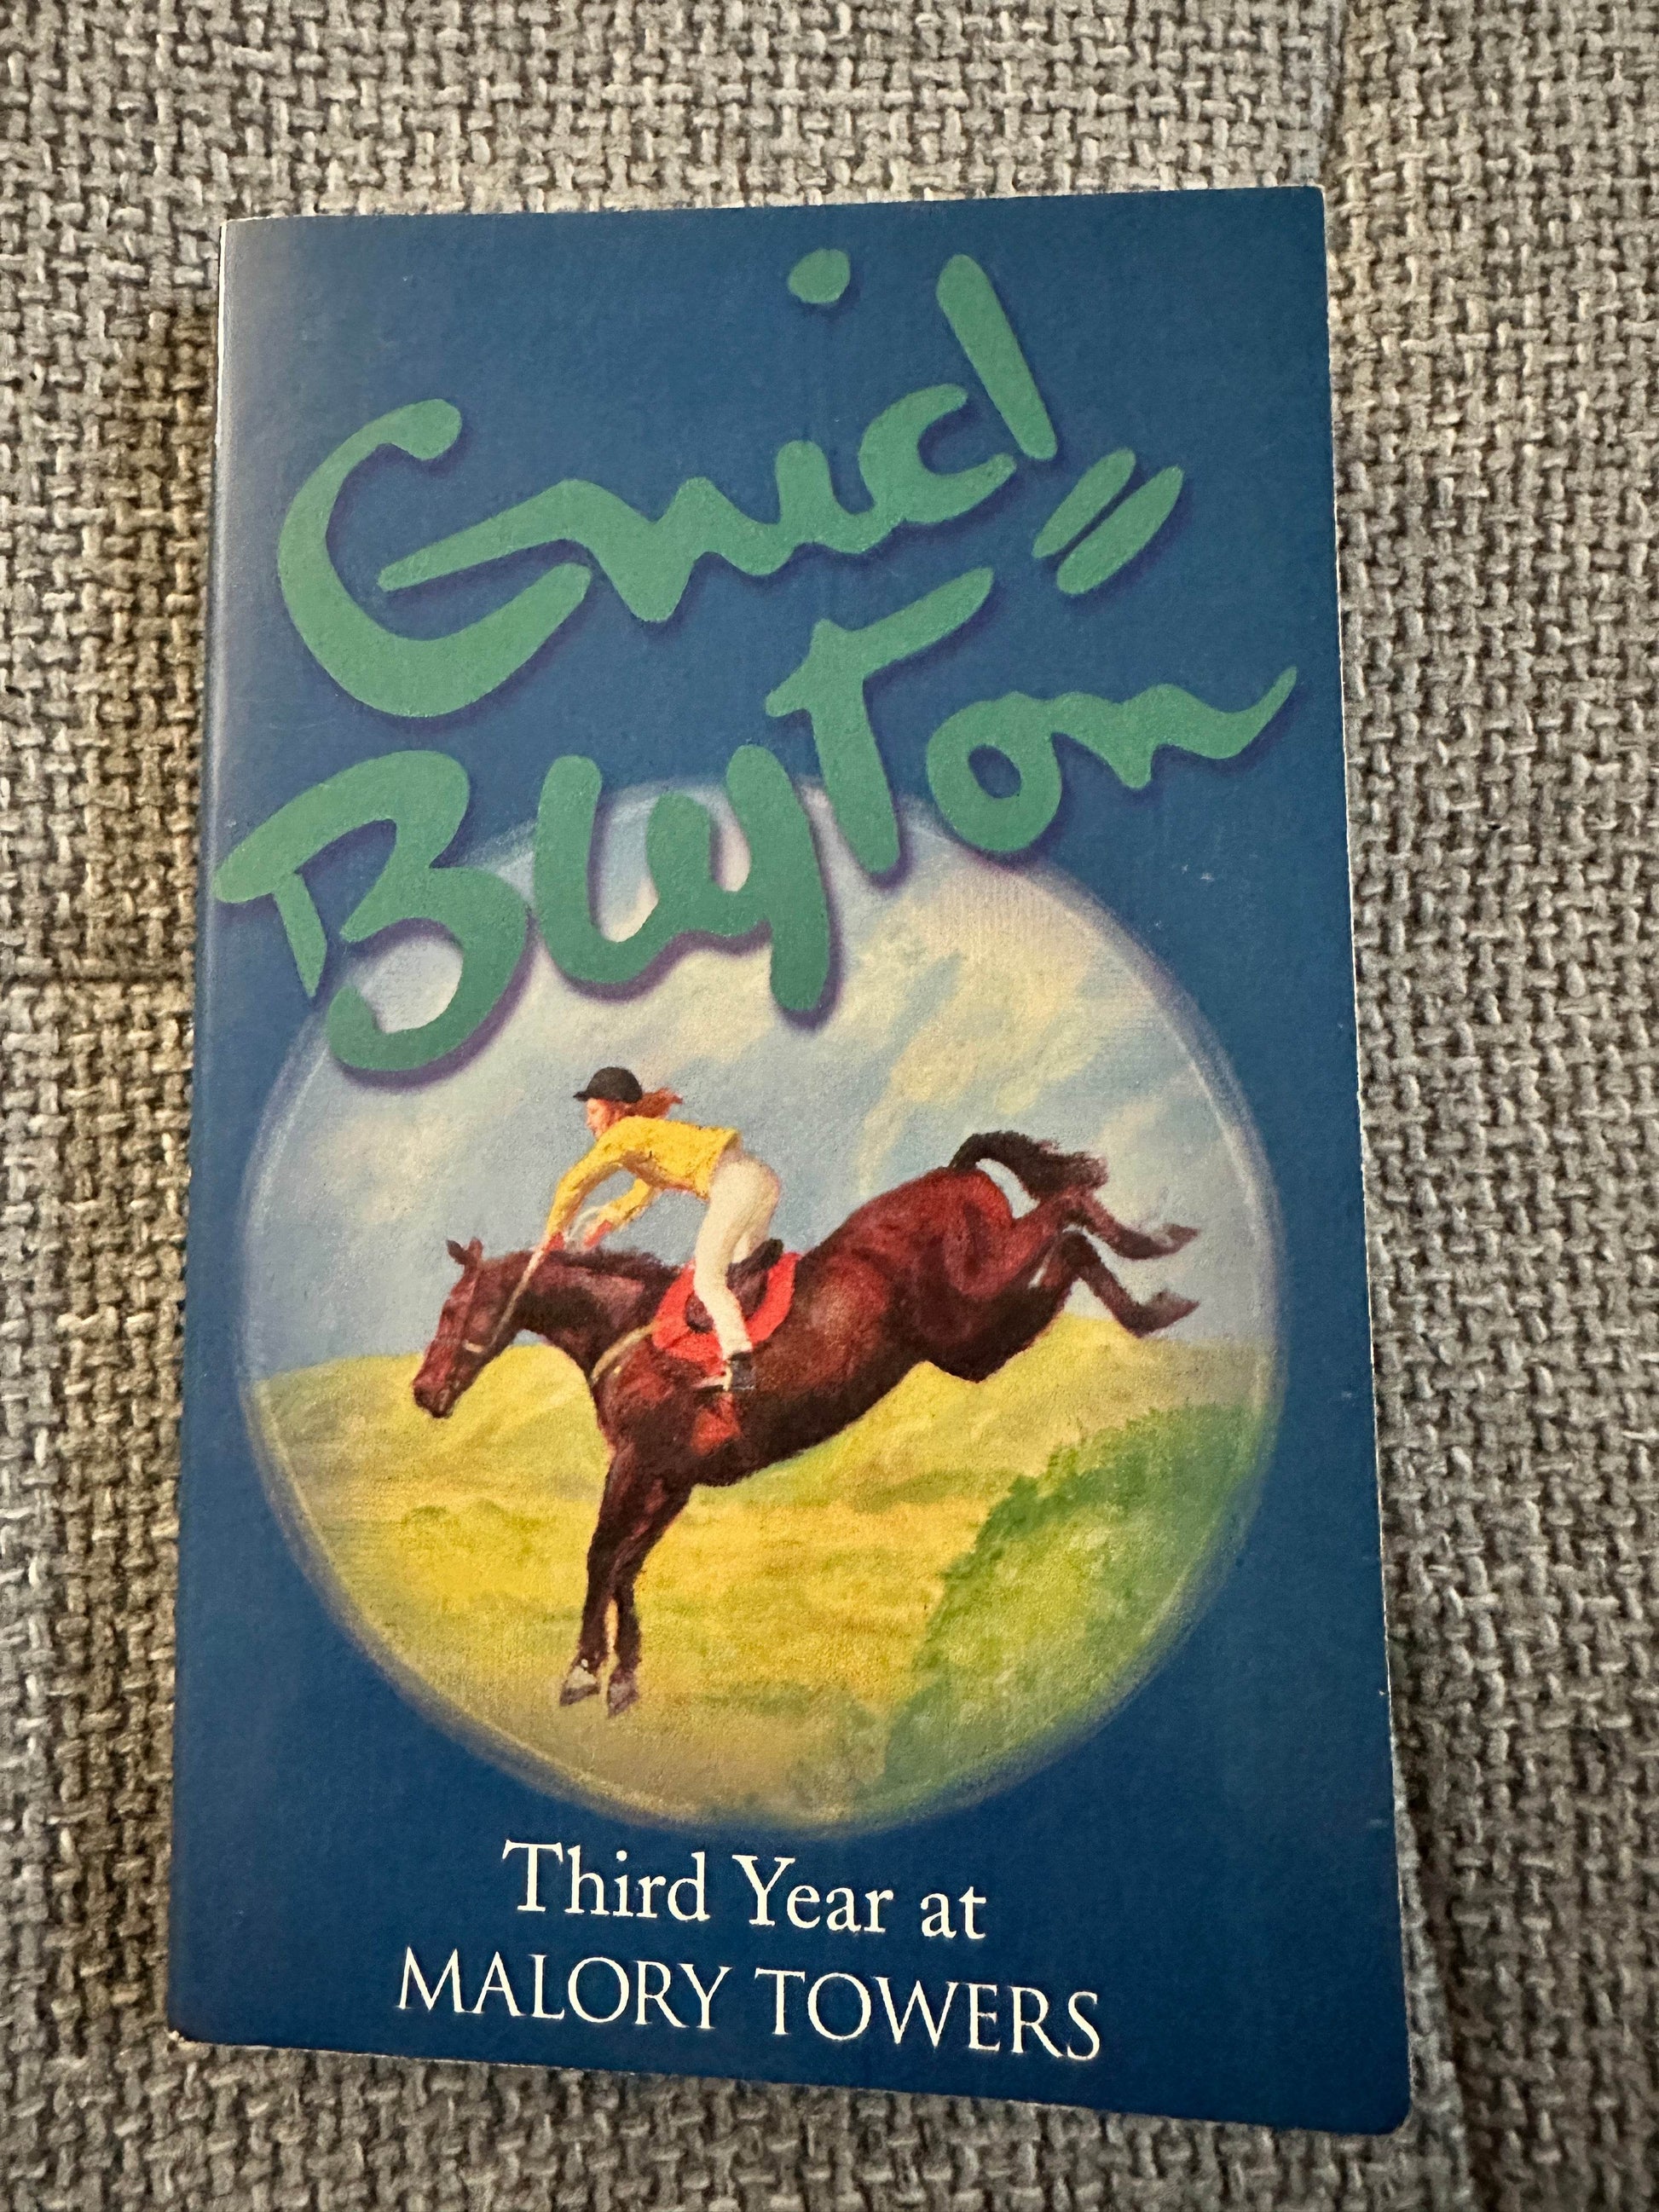 Enid
Blyton
Third Year at
MALORY TOWERS